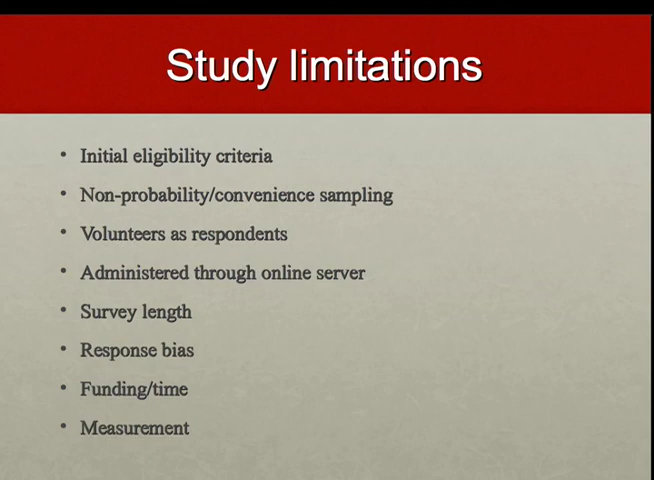 Study limitations
• Initial eligibility criteria
• Non-probability/convenience sampling
• Volunteers as respondents
• Administered through online server
• Survey length
• Response bias
• Funding/time
• Measurement